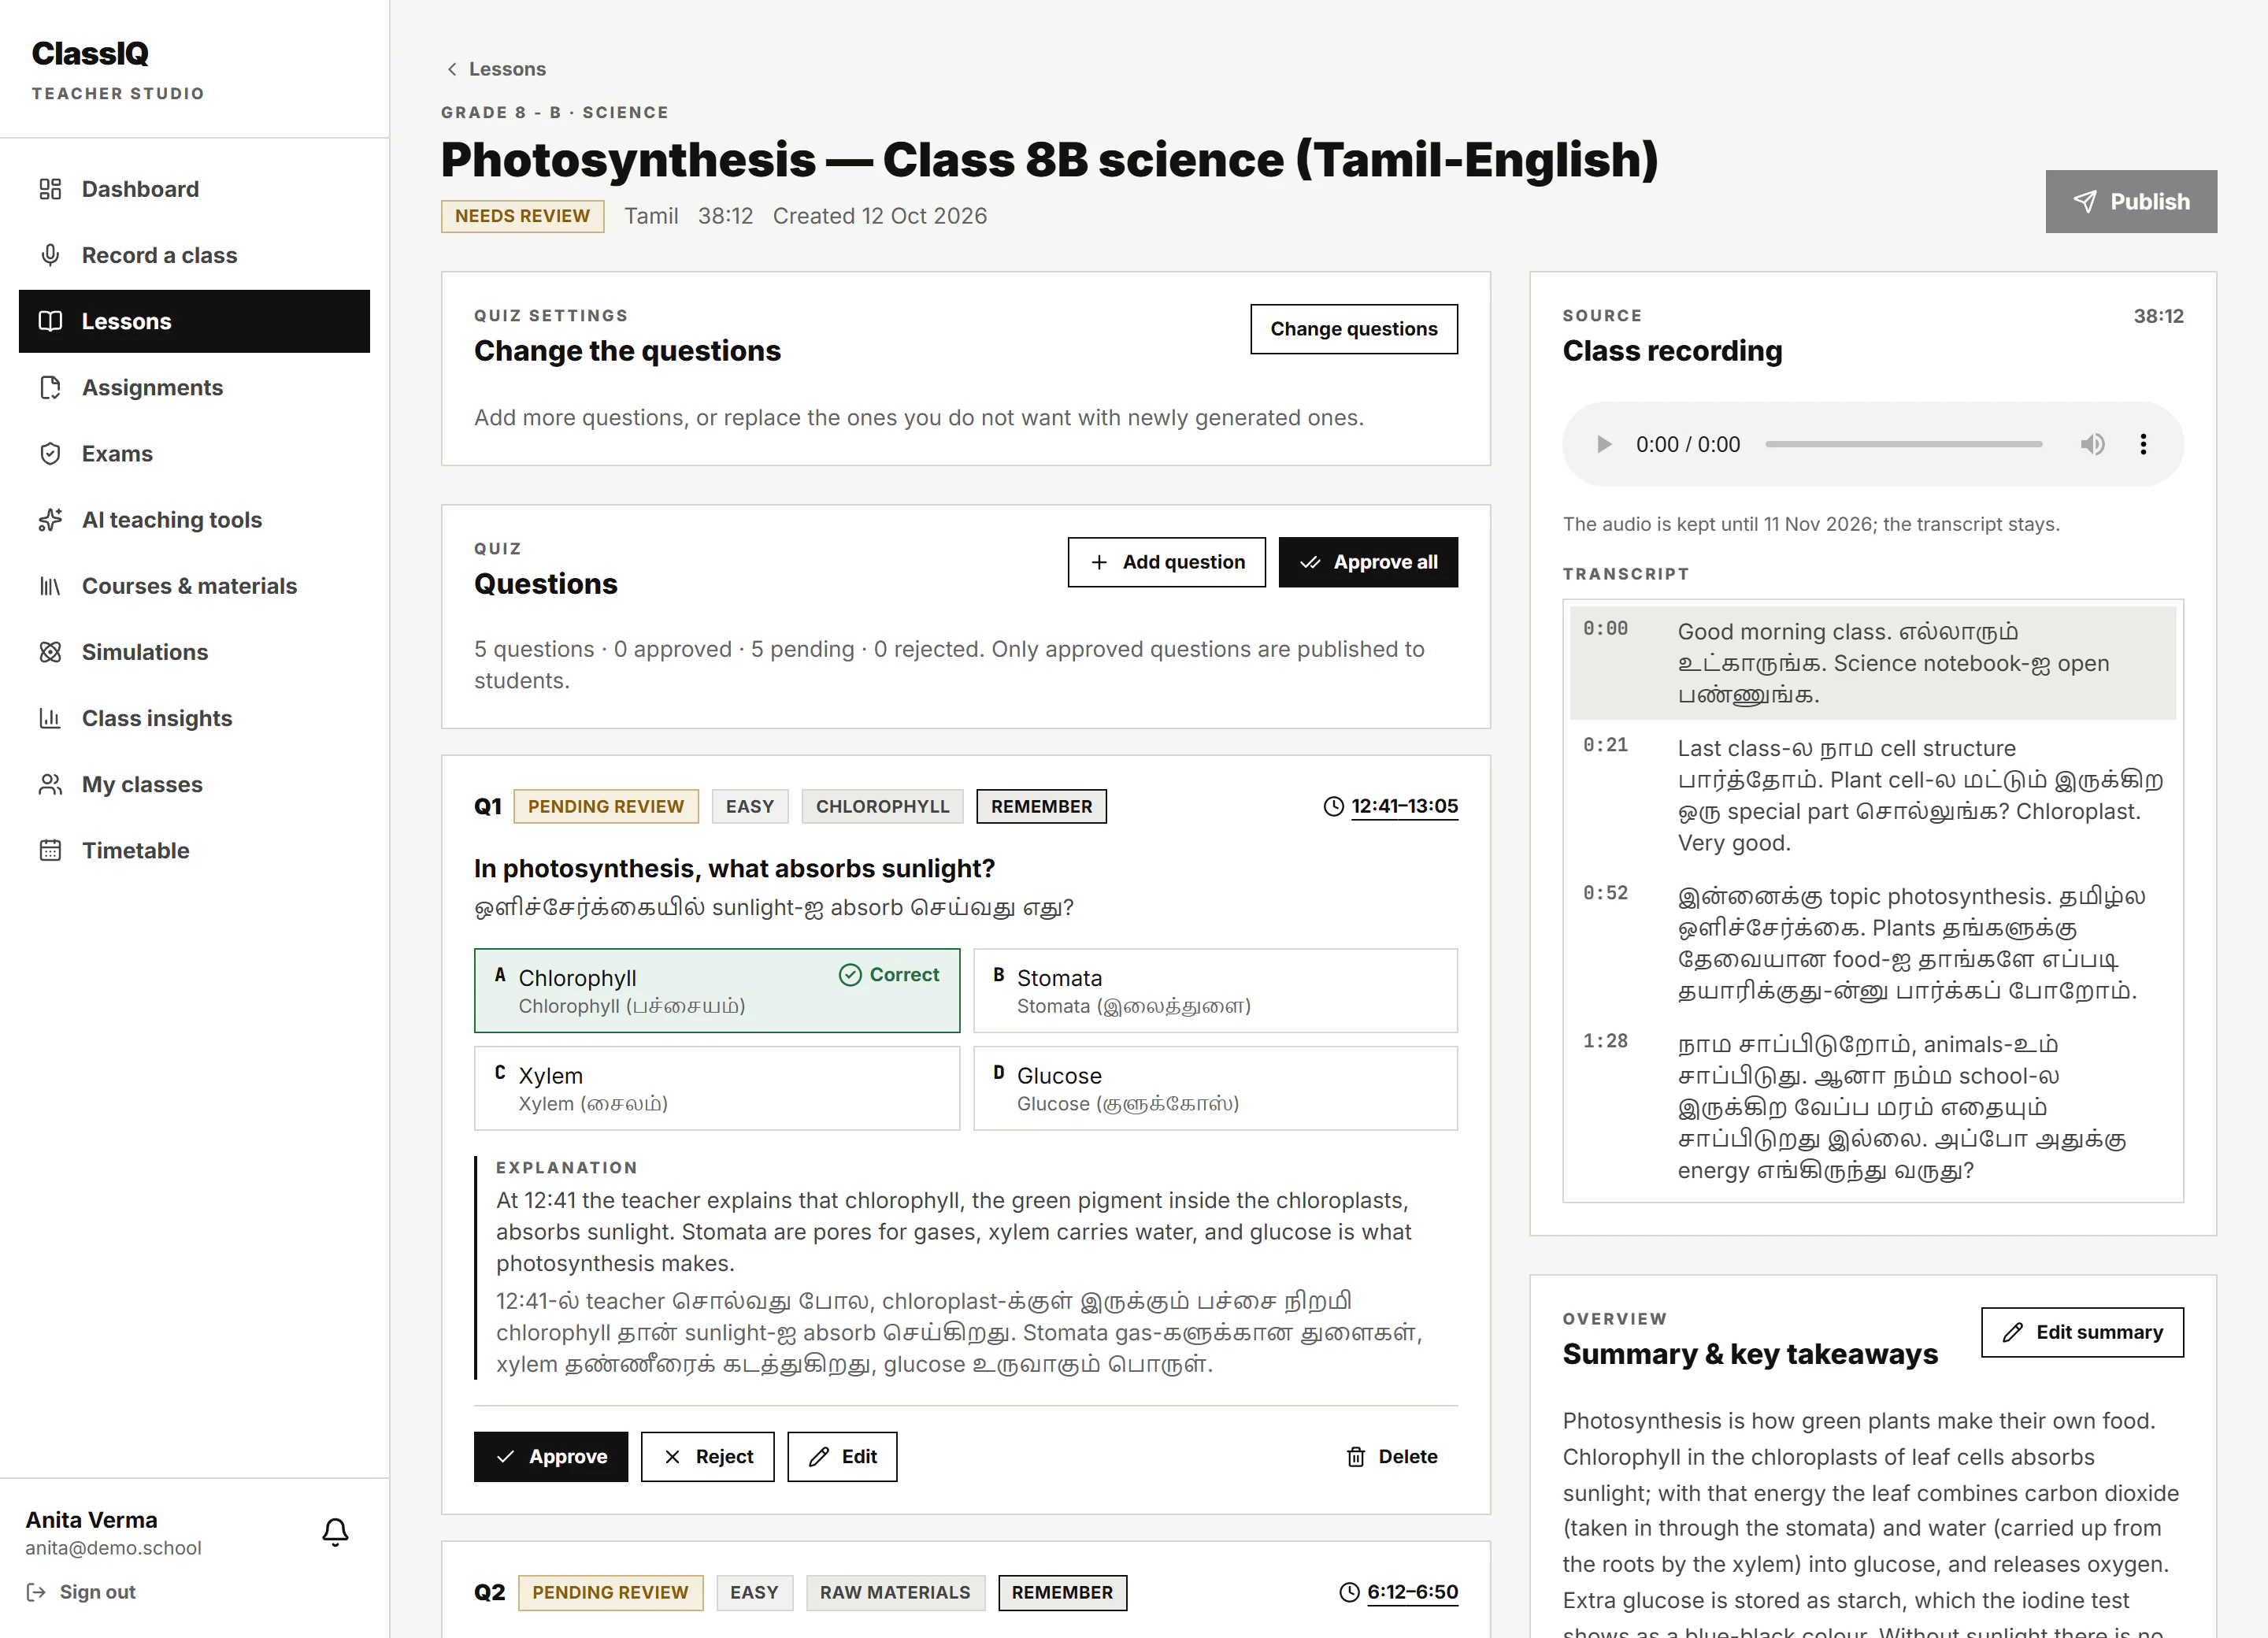 ClassIQ
TEACHER STUDIO
Dashboard
Record a class
Lessons
Assignments
Exams
AI teaching tools
Courses & materials
Simulations
Class insights
My classes
Timetable
Anita Verma
anita@demo.school
Sign out
Lessons
GRADE 8 - B · SCIENCE
Photosynthesis — Class 8B science (Tamil-English)
NEEDS REVIEW Tamil 38:12 Created 12 Oct 2026
Publish
QUIZ SETTINGS
Change the questions
Change questions
Add more questions, or replace the ones you do not want with newly generated ones.
QUIZ
Questions
Add question
Approve all
5 questions · 0 approved · 5 pending · 0 rejected. Only approved questions are published to
students.
Q1 PENDING REVIEW EASY CHLOROPHYLL REMEMBER 12:41–13:05
In photosynthesis, what absorbs sunlight?
ஒளிச்சேர்க்கையில் sunlight-ஐ absorb செய்வது எது?
A Chlorophyll Correct
Chlorophyll (பச்சையம்)
B Stomata
Stomata (இலைத்துளை)
C Xylem
Xylem (சைலம்)
D Glucose
Glucose (குளுக்கோஸ்)
EXPLANATION
At 12:41 the teacher explains that chlorophyll, the green pigment inside the chloroplasts,
absorbs sunlight. Stomata are pores for gases, xylem carries water, and glucose is what
photosynthesis makes.
12:41-ல் teacher சொல்வது போல, chloroplast-க்குள் இருக்கும் பச்சை நிறமி
chlorophyll தான் sunlight-ஐ absorb செய்கிறது. Stomata gas-களுக்கான துளைகள்,
xylem தண்ணீரைக் கடத்துகிறது, glucose உருவாகும் பொருள்.
Approve
Reject
Edit
Delete
Q2 PENDING REVIEW EASY RAW MATERIALS REMEMBER 6:12–6:50
SOURCE
38:12
Class recording
0:00 / 0:00
The audio is kept until 11 Nov 2026; the transcript stays.
TRANSCRIPT
0:00 Good morning class. எல்லாரும்
உட்காருங்க. Science notebook-ஐ open
பண்ணுங்க.
0:21 Last class-ல நாம cell structure
பார்த்தோம். Plant cell-ல மட்டும் இருக்கிற
ஒரு special part சொல்லுங்க? Chloroplast.
Very good.
0:52 இன்னைக்கு topic photosynthesis. தமிழ்ல
ஒளிச்சேர்க்கை. Plants தங்களுக்கு
தேவையான food-ஐ தாங்களே எப்படி
தயாரிக்குது-ன்னு பார்க்கப் போறோம்.
1:28 நாம சாப்பிடுறோம், animals-உம்
சாப்பிடுது. ஆனா நம்ம school-ல
இருக்கிற வேப்ப மரம் எதையும்
சாப்பிடுறது இல்லை. அப்போ அதுக்கு
energy எங்கிருந்து வருது?
OVERVIEW
Summary & key takeaways
Edit summary
Photosynthesis is how green plants make their own food.
Chlorophyll in the chloroplasts of leaf cells absorbs
sunlight; with that energy the leaf combines carbon dioxide
(taken in through the stomata) and water (carried up from
the roots by the xylem) into glucose, and releases oxygen.
Extra glucose is stored as starch, which the iodine test
shows as a blue-black colour. Without sunlight there is no